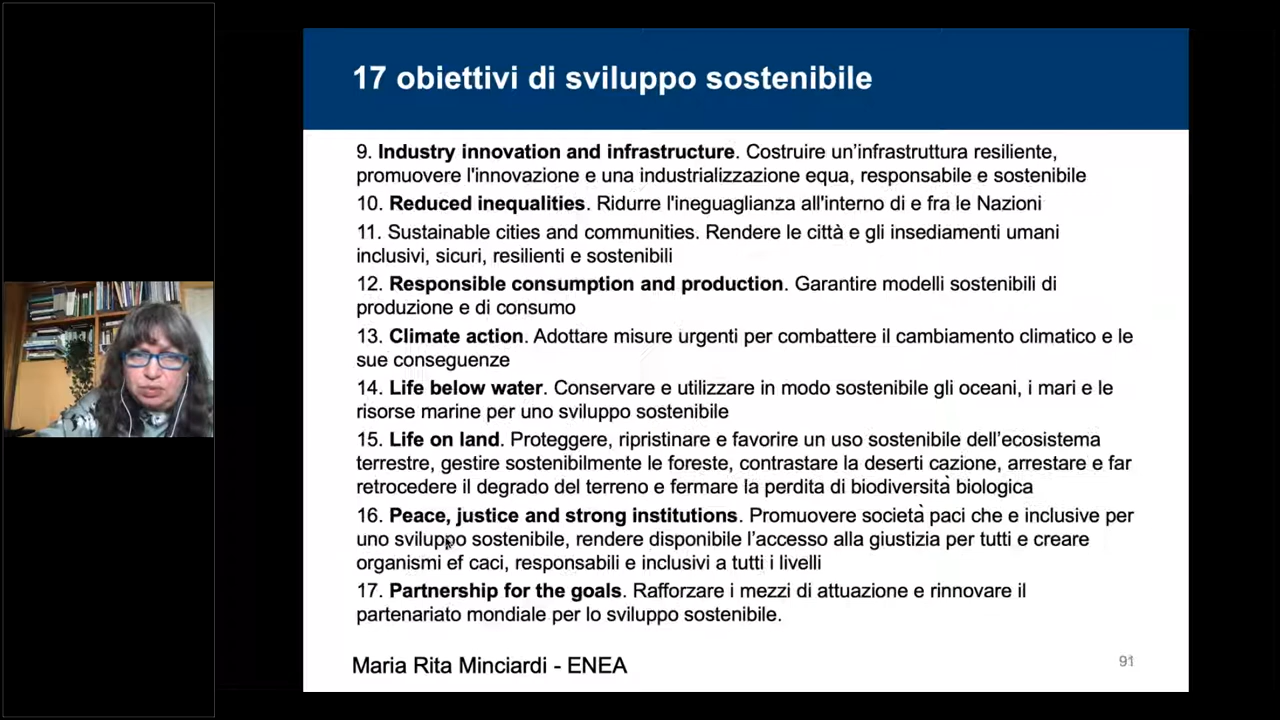 17 obiettivi di sviluppo sostenibile
9. Industry innovation and infrastructure. Costruire un’infrastruttura resiliente,
promuovere l'innovazione e una industrializzazione equa, responsabile e sostenibile
10. Reduced inequalities. Ridurre l'ineguaglianza all'interno di e fra le Nazioni
11. Sustainable cities and communities. Rendere le città e gli insediamenti umani
inclusivi, sicuri, resilienti e sostenibili
12. Responsible consumption and production. Garantire modelli sostenibili di
produzione e di consumo
13. Climate action. Adottare misure urgenti per combattere il cambiamento climatico e le
sue conseguenze
14. Life below water. Conservare e utilizzare in modo sostenibile gli oceani, i mari e le
risorse marine per uno sviluppo sostenibile
15. Life on land. Proteggere, ripristinare e favorire un uso sostenibile dell’ecosistema
terrestre, gestire sostenibilmente le foreste, contrastare la deserti cazione, arrestare e far
retrocedere il degrado del terreno e fermare la perdita di biodiversità biologica
16. Peace, justice and strong institutions. Promuovere società paci che e inclusive per
uno sviluppo sostenibile, rendere disponibile l’accesso alla giustizia per tutti e creare
organismi ef caci, responsabili e inclusivi a tutti i livelli
17. Partnership for the goals. Rafforzare i mezzi di attuazione e rinnovare il
partenariato mondiale per lo sviluppo sostenibile.
Maria Rita Minciardi - ENEA
91